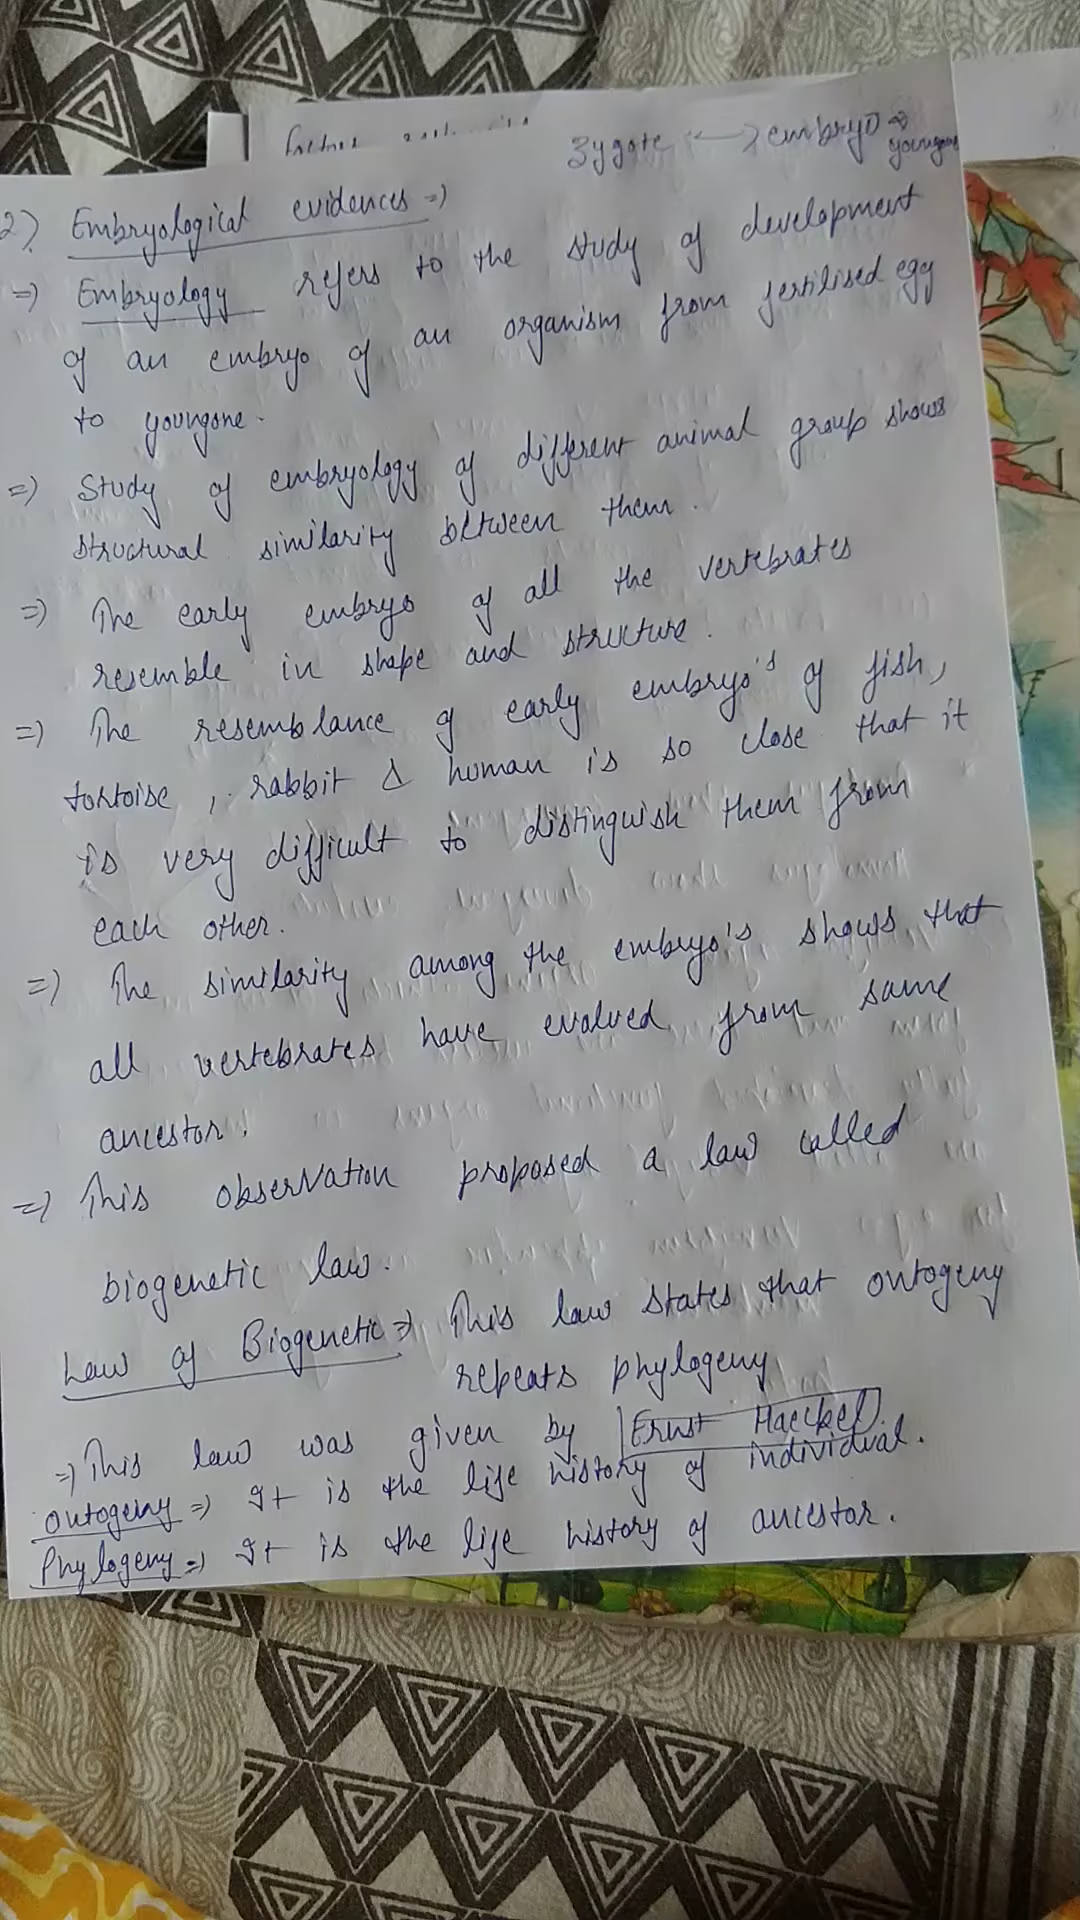 Zygote <-> embryo =>
youngone
2) Embryological evidences =>
=> Embryology refers to the study of development
of an embryo of an organism from fertilised egg
to youngone.
=> Study of embryology of different animal group shows
structural similarity between them.
=> The early embryo of all the vertebrates
resemble in shape and structure.
=> The resemblance of early embryo's of fish,
tortoise, rabbit & human is so close that it
is very difficult to distinguish them from
each other.
=> The similarity among the embryo's shows that
all vertebrates have evolved from same
ancestor.
=> This observation proposed a law called
biogenetic law.
Law of Biogenetic => This law states that ontogeny
repeats phylogeny
=> This law was given by Ernst Haeckel.
ontogeny => It is the life history of individual.
Phylogeny => It is the life history of ancestor.